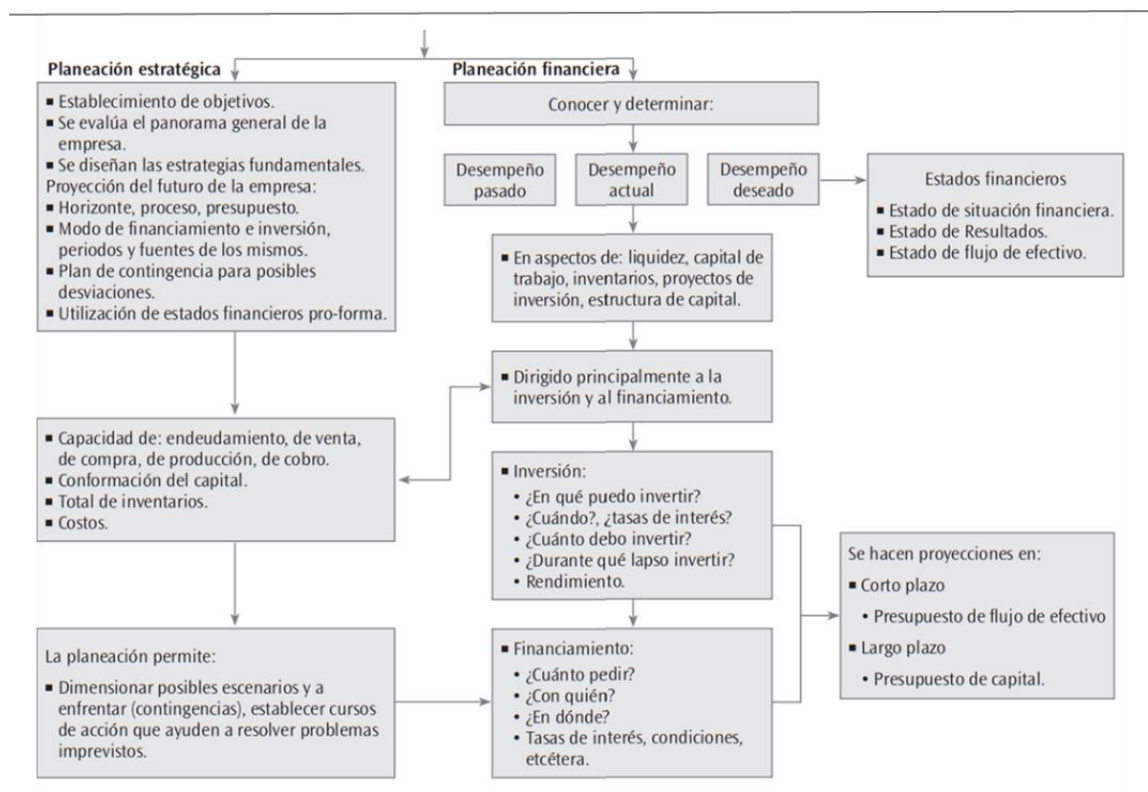 Planeación estratégica
■ Establecimiento de objetivos.
■ Se evalúa el panorama general de la
empresa.
■ Se diseñan las estrategias fundamentales.
Proyección del futuro de la empresa:
■ Horizonte, proceso, presupuesto.
■ Modo de financiamiento e inversión,
periodos y fuentes de los mismos.
■ Plan de contingencia para posibles
desviaciones.
■ Utilización de estados financieros pro-forma.
■ Capacidad de: endeudamiento, de venta,
de compra, de producción, de cobro.
■ Conformación del capital.
■ Total de inventarios.
■ Costos.
La planeación permite:
■ Dimensionar posibles escenarios y a
enfrentar (contingencias), establecer cursos
de acción que ayuden a resolver problemas
imprevistos.
Planeación financiera
Conocer y determinar:
Desempeño
pasado
Desempeño
actual
Desempeño
deseado
Estados financieros
■ Estado de situación financiera.
■ Estado de Resultados.
■ Estado de flujo de efectivo.
■ En aspectos de: liquidez, capital de
trabajo, inventarios, proyectos de
inversión, estructura de capital.
■ Dirigido principalmente a la
inversión y al financiamiento.
■ Inversión:
• ¿En qué puedo invertir?
• ¿Cuándo?, ¿tasas de interés?
• ¿Cuánto debo invertir?
• ¿Durante qué lapso invertir?
• Rendimiento.
■ Financiamiento:
• ¿Cuánto pedir?
• ¿Con quién?
• ¿En dónde?
• Tasas de interés, condiciones,
etcétera.
Se hacen proyecciones en:
■ Corto plazo
• Presupuesto de flujo de efectivo
■ Largo plazo
• Presupuesto de capital.